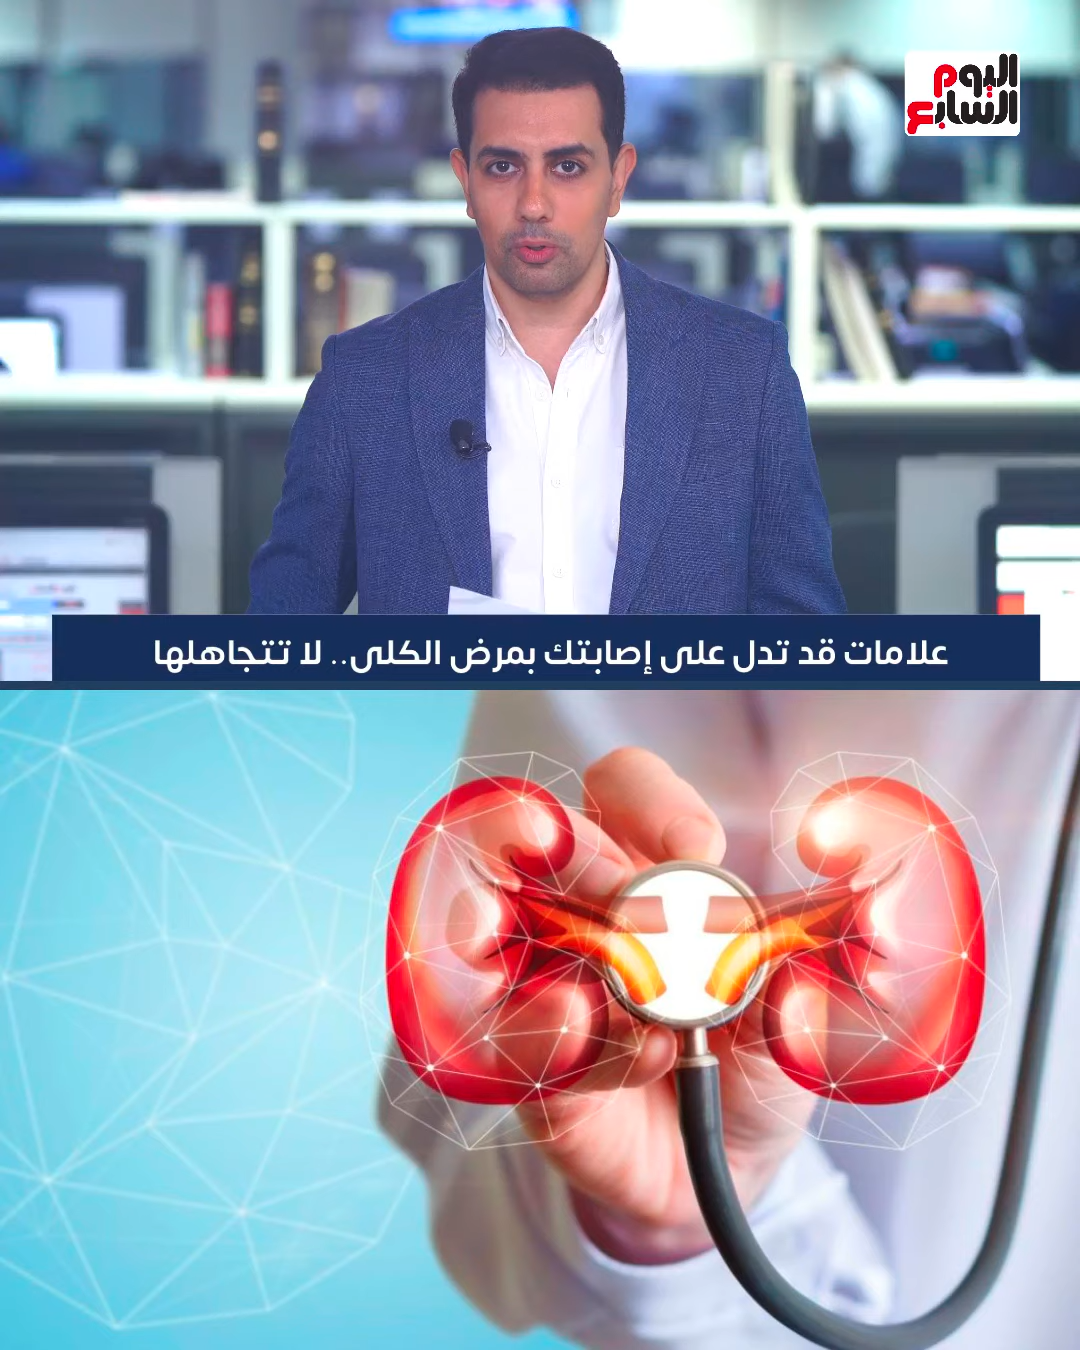 اليوم
السابع
علامات قد تدل على إصابتك بمرض الكلى.. لا تتجاهلها